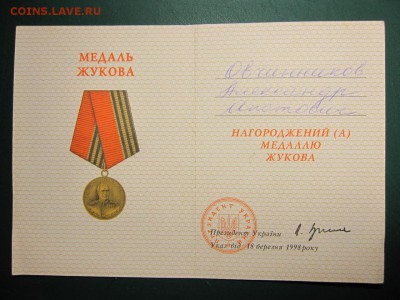 COINS.LAVE.RU
МЕДАЛЬ
ЖУКОВА
Овчинников
Александр
НАГОРОДЖЕНИЙ (А)
МЕДАЛЛЮ
ЖУКОВА
Президент України
Указ від 18 березня 1998 року